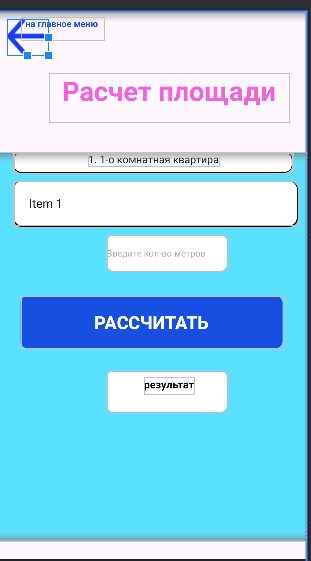 на главное меню
Расчет площади
1. 1-о комнатная квартира
Item 1
Введите кол-во метров
РАССЧИТАТЬ
результат